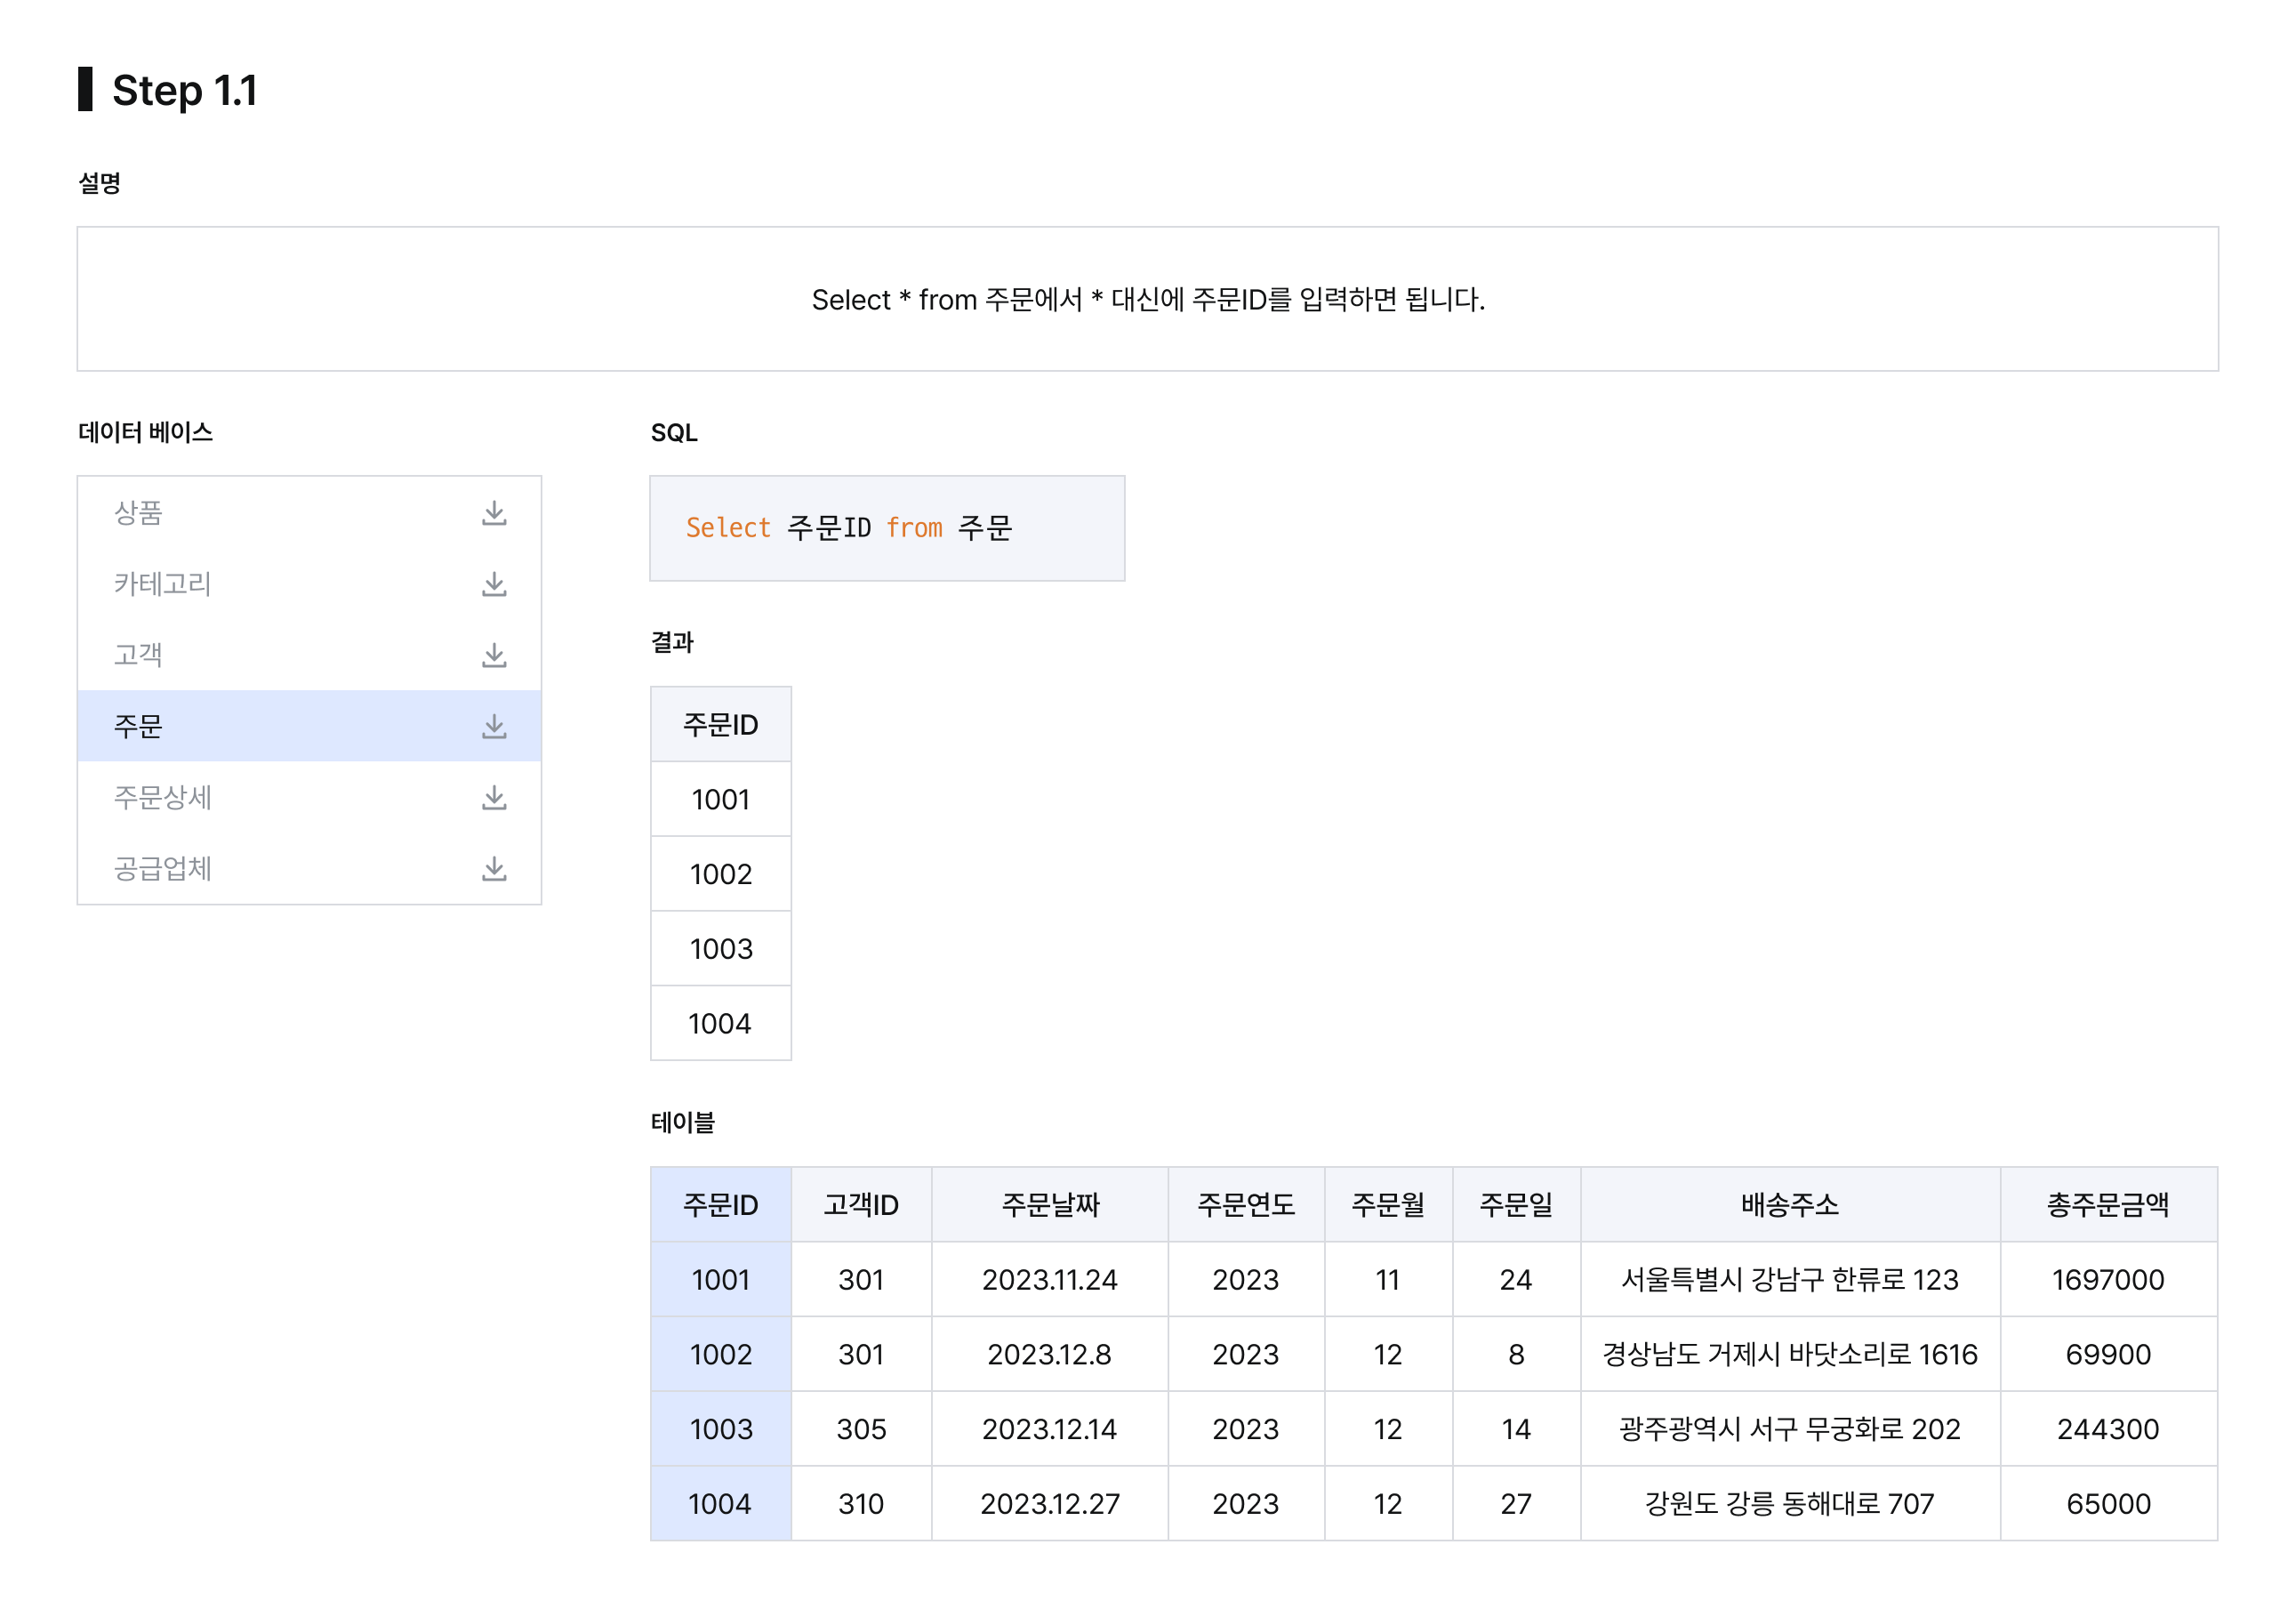 Step 1.1
설명
Select * from 주문에서 * 대신에 주문ID를 입력하면 됩니다.
데이터 베이스
상품
카테고리
고객
주문
주문상세
공급업체
SQL
Select 주문ID from 주문
결과
주문ID
1001
1002
1003
1004
테이블
주문ID 고객ID 주문날짜 주문연도 주문월 주문일 배송주소 총주문금액
1001 301 2023.11.24 2023 11 24 서울특별시 강남구 한류로 123 1697000
1002 301 2023.12.8 2023 12 8 경상남도 거제시 바닷소리로 1616 69900
1003 305 2023.12.14 2023 12 14 광주광역시 서구 무궁화로 202 244300
1004 310 2023.12.27 2023 12 27 강원도 강릉 동해대로 707 65000